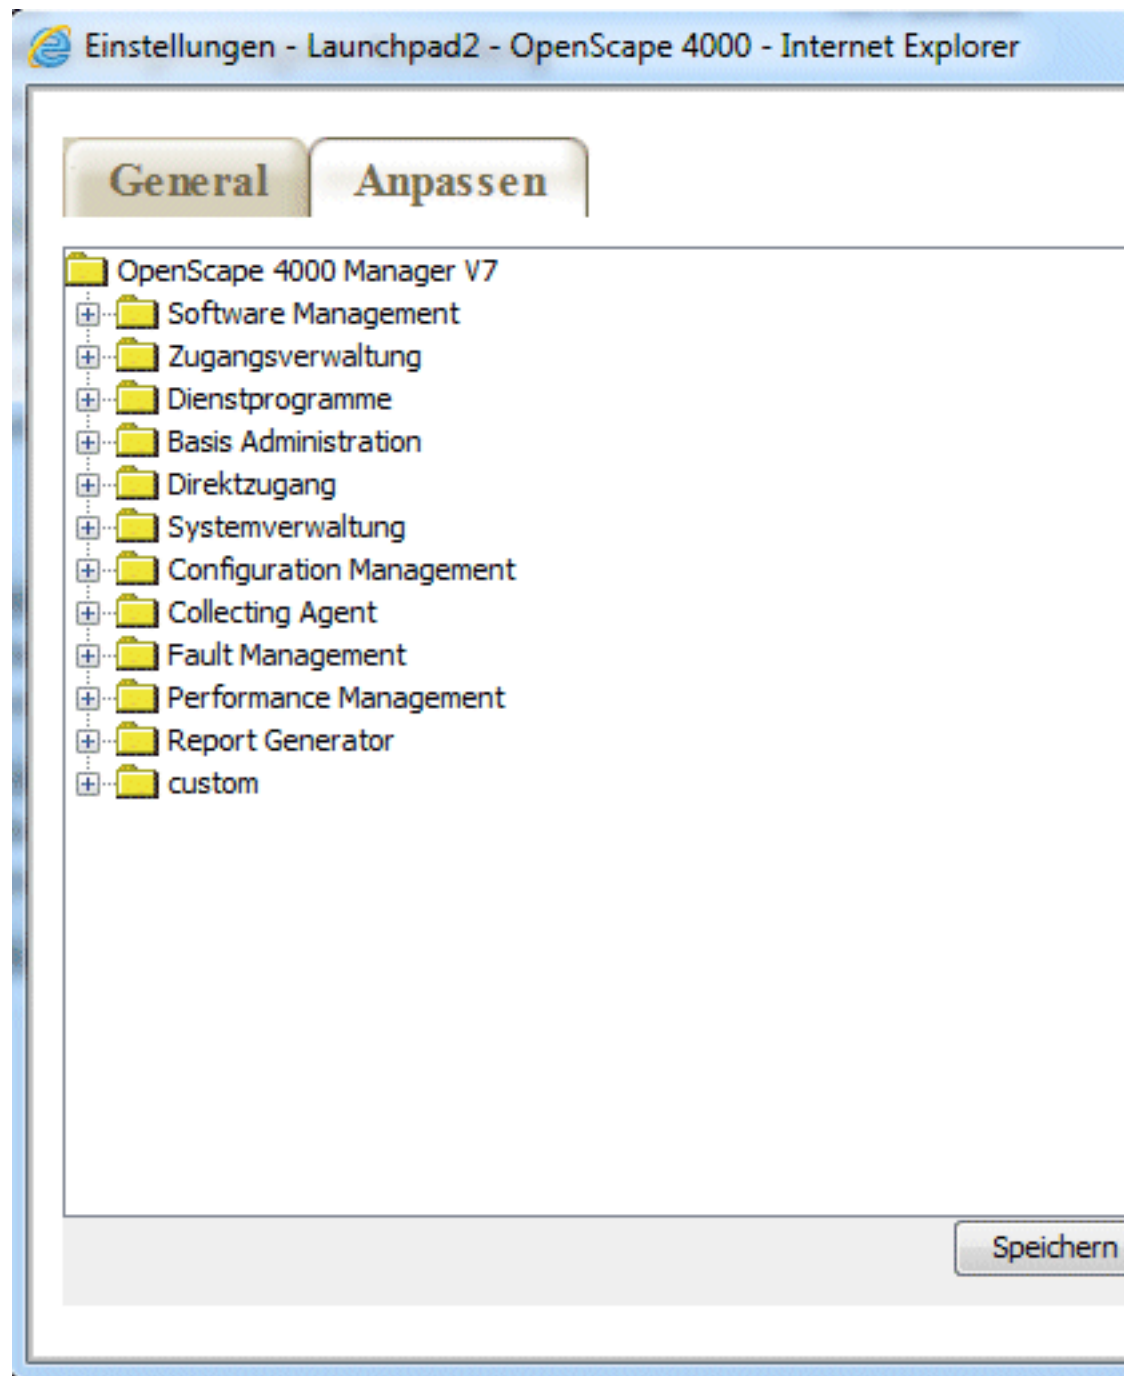 Einstellungen - Launchpad2 - OpenScape 4000 - Internet Explorer
General Anpassen
OpenScape 4000 Manager V7
Software Management
Zugangsverwaltung
Dienstprogramme
Basis Administration
Direktzugang
Systemverwaltung
Configuration Management
Collecting Agent
Fault Management
Performance Management
Report Generator
custom
Speichern